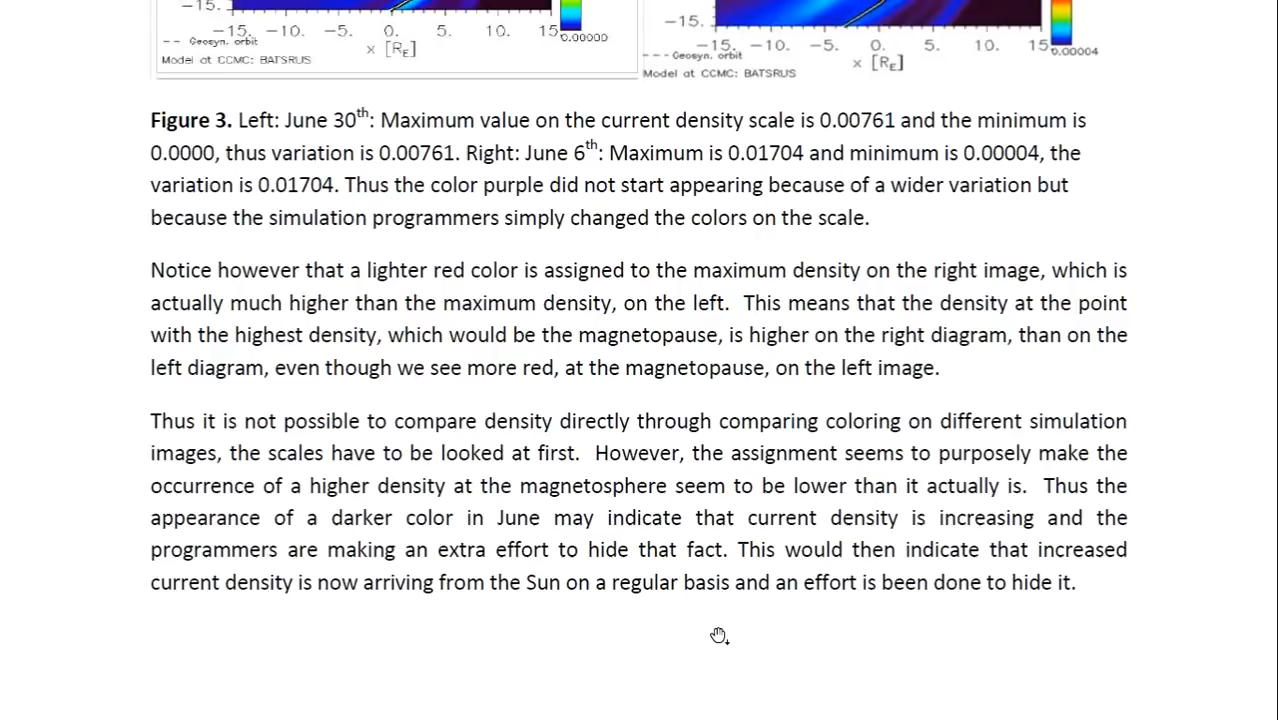 -15.
-15. -10. -5. 0. 5. 10. 15
0.00000
-- Geosyn. orbit
x [RE]
Model at CCMC: BATSRUS
-15.
-15. -10. -5. 0. 5. 10. 15
0.00004
--- Geosyn. orbit
x [RE]
Model at CCMC: BATSRUS
Figure 3. Left: June 30th: Maximum value on the current density scale is 0.00761 and the minimum is
0.0000, thus variation is 0.00761. Right: June 6th: Maximum is 0.01704 and minimum is 0.00004, the
variation is 0.01704. Thus the color purple did not start appearing because of a wider variation but
because the simulation programmers simply changed the colors on the scale.
Notice however that a lighter red color is assigned to the maximum density on the right image, which is
actually much higher than the maximum density, on the left. This means that the density at the point
with the highest density, which would be the magnetopause, is higher on the right diagram, than on the
left diagram, even though we see more red, at the magnetopause, on the left image.
Thus it is not possible to compare density directly through comparing coloring on different simulation
images, the scales have to be looked at first. However, the assignment seems to purposely make the
occurrence of a higher density at the magnetosphere seem to be lower than it actually is. Thus the
appearance of a darker color in June may indicate that current density is increasing and the
programmers are making an extra effort to hide that fact. This would then indicate that increased
current density is now arriving from the Sun on a regular basis and an effort is been done to hide it.